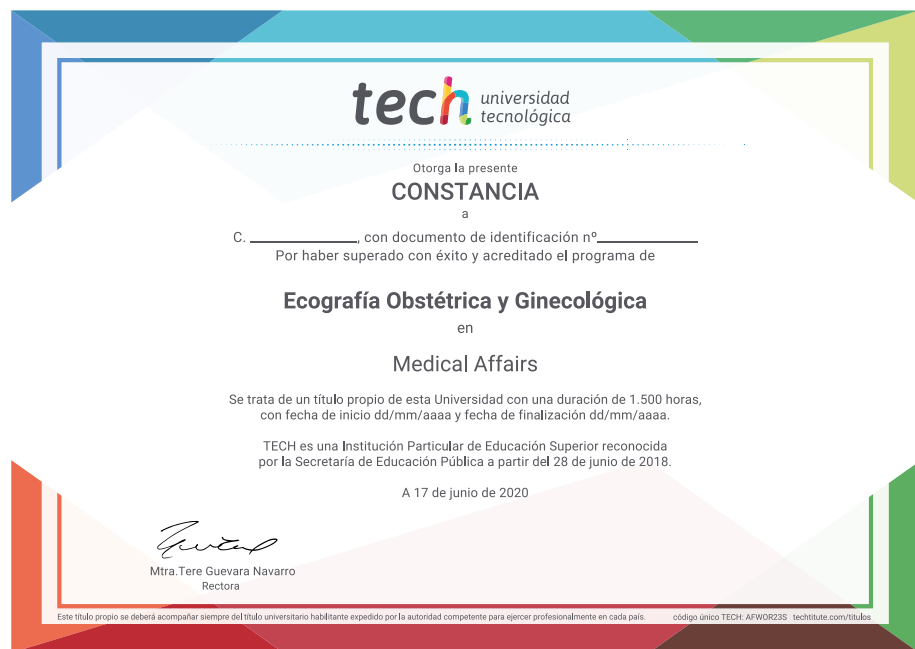 tech universidad
tecnológica
Otorga la presente
CONSTANCIA
a
C. ____________, con documento de identificación nº____________
Por haber superado con éxito y acreditado el programa de
Ecografía Obstétrica y Ginecológica
en
Medical Affairs
Se trata de un título propio de esta Universidad con una duración de 1.500 horas,
con fecha de inicio dd/mm/aaaa y fecha de finalización dd/mm/aaaa.
TECH es una Institución Particular de Educación Superior reconocida
por la Secretaría de Educación Pública a partir del 28 de junio de 2018.
A 17 de junio de 2020
Mtra.Tere Guevara Navarro
Rectora
Este título propio se deberá acompañar siempre del título universitario habilitante expedido por la autoridad competente para ejercer profesionalmente en cada país. código único TECH: AFWOR23S techtitute.com/titulos